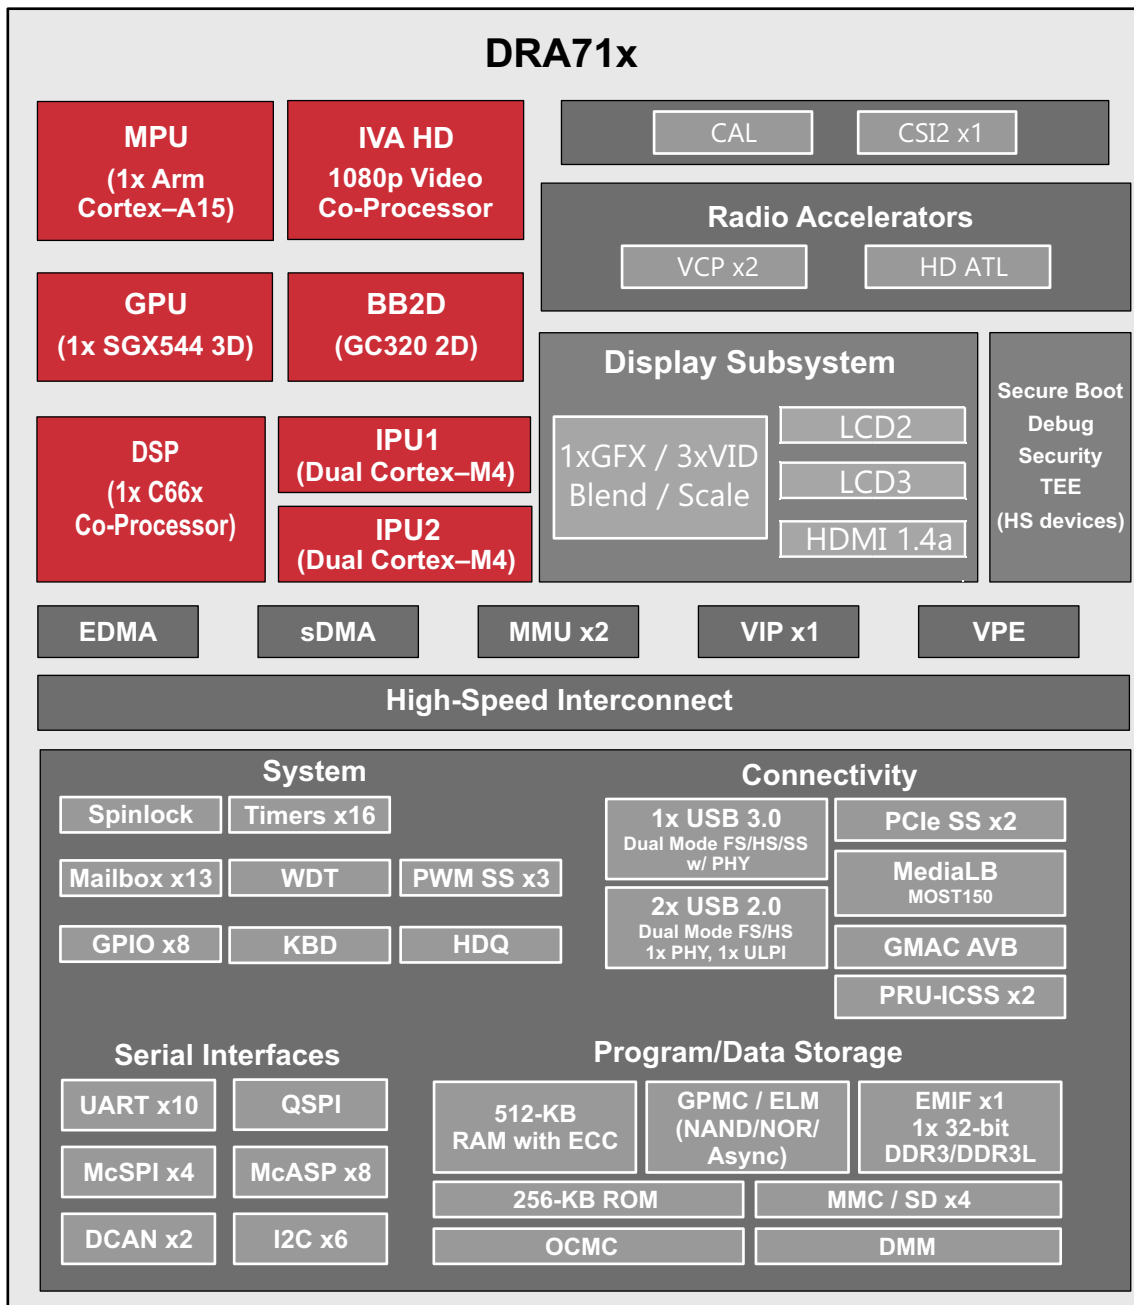 DRA71x
MPU
(1x Arm
Cortex–A15)
IVA HD
1080p Video
Co-Processor
CAL
CSI2 x1
Radio Accelerators
VCP x2
HD ATL
GPU
(1x SGX544 3D)
BB2D
(GC320 2D)
Display Subsystem
1xGFX / 3xVID
Blend / Scale
LCD2
LCD3
HDMI 1.4a
Secure Boot
Debug
Security
TEE
(HS devices)
DSP
(1x C66x
Co-Processor)
IPU1
(Dual Cortex–M4)
IPU2
(Dual Cortex–M4)
EDMA
sDMA
MMU x2
VIP x1
VPE
High-Speed Interconnect
System
Spinlock
Timers x16
Mailbox x13
WDT
PWM SS x3
GPIO x8
KBD
HDQ
Connectivity
1x USB 3.0
Dual Mode FS/HS/SS
w/ PHY
2x USB 2.0
Dual Mode FS/HS
1x PHY, 1x ULPI
PCIe SS x2
MediaLB
MOST150
GMAC AVB
PRU-ICSS x2
Serial Interfaces
UART x10
QSPI
McSPI x4
McASP x8
DCAN x2
I2C x6
Program/Data Storage
512-KB
RAM with ECC
GPMC / ELM
(NAND/NOR/
Async)
EMIF x1
1x 32-bit
DDR3/DDR3L
256-KB ROM
MMC / SD x4
OCMC
DMM